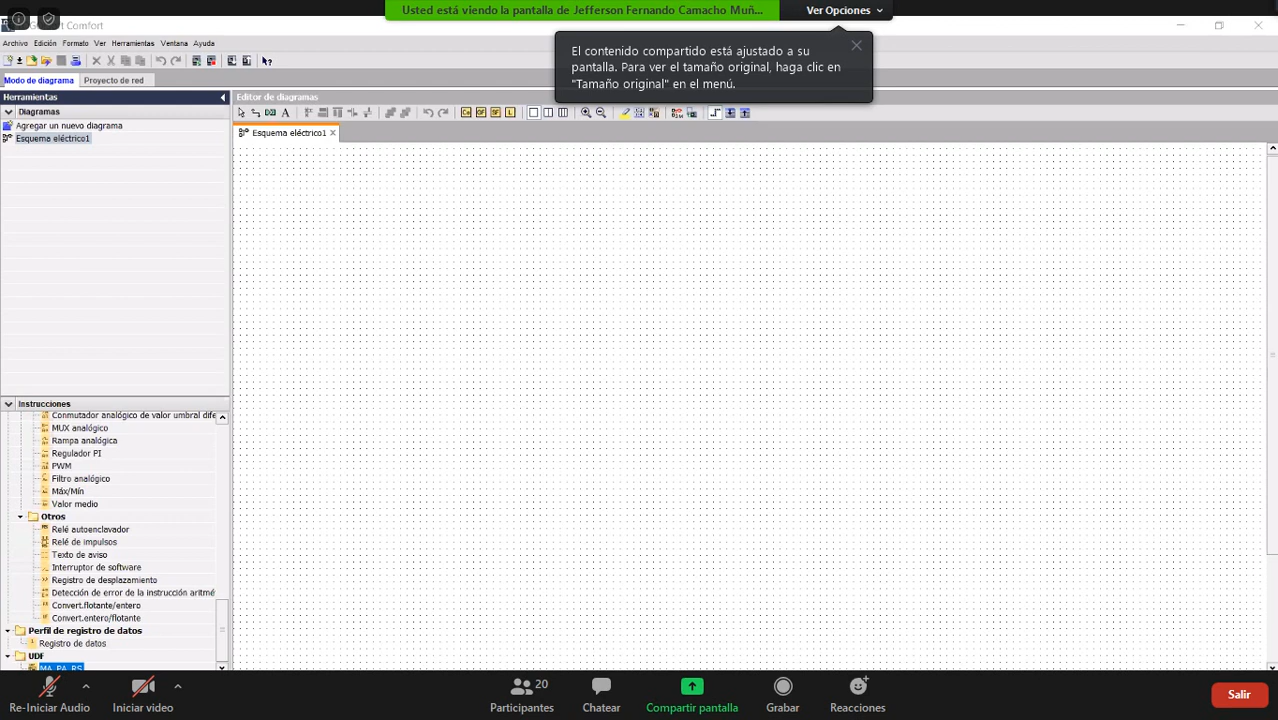 Usted está viendo la pantalla de Jefferson Fernando Camacho Muñ...
Ver Opciones
El contenido compartido está ajustado a su
pantalla. Para ver el tamaño original, haga clic en
"Tamaño original" en el menú.
Comfort
Archivo Edición Formato Ver Herramientas Ventana Ayuda
Modo de diagrama Proyecto de red
Herramientas
Diagramas
Agregar un nuevo diagrama
Esquema eléctrico1
Editor de diagramas
Co GF SF L
Esquema eléctrico1
Instrucciones
Conmutador analógico de valor umbral dife
MUX analógico
Rampa analógica
Regulador PI
PWM
Filtro analógico
Máx/Mín
Valor medio
Otros
Relé autoenclavador
Relé de impulsos
Texto de aviso
Interruptor de software
Registro de desplazamiento
Detección de error de la instrucción aritmé
Convert.flotante/entero
Convert.entero/flotante
Perfil de registro de datos
Registro de datos
UDF
MA_PA_RS
Re-Iniciar Audio
Iniciar video
20
Participantes
Chatear
Compartir pantalla
Grabar
Reacciones
Salir